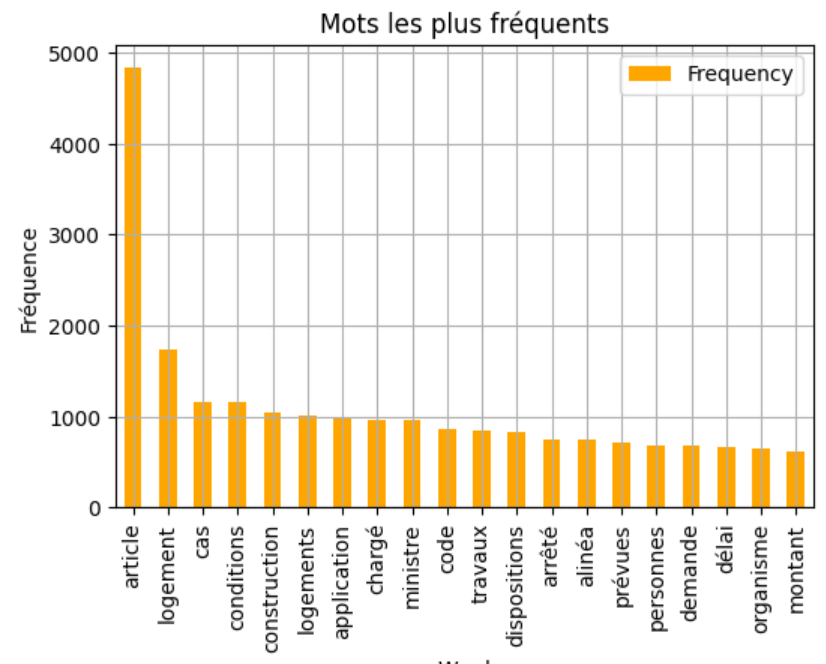 Mots les plus fréquents
Frequency
Fréquence
5000
4000
3000
2000
1000
0
article
logement
cas
conditions
construction
logements
application
chargé
ministre
code
travaux
dispositions
arrêté
alinéa
prévues
personnes
demande
délai
organisme
montant